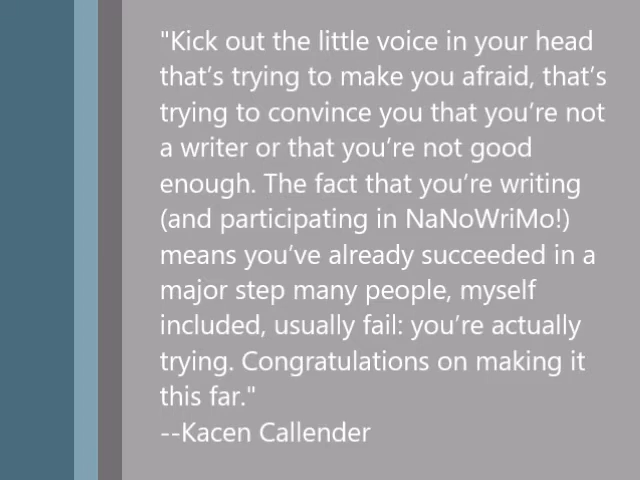 "Kick out the little voice in your head
that’s trying to make you afraid, that’s
trying to convince you that you’re not
a writer or that you’re not good
enough. The fact that you’re writing
(and participating in NaNoWriMo!)
means you’ve already succeeded in a
major step many people, myself
included, usually fail: you’re actually
trying. Congratulations on making it
this far."
--Kacen Callender